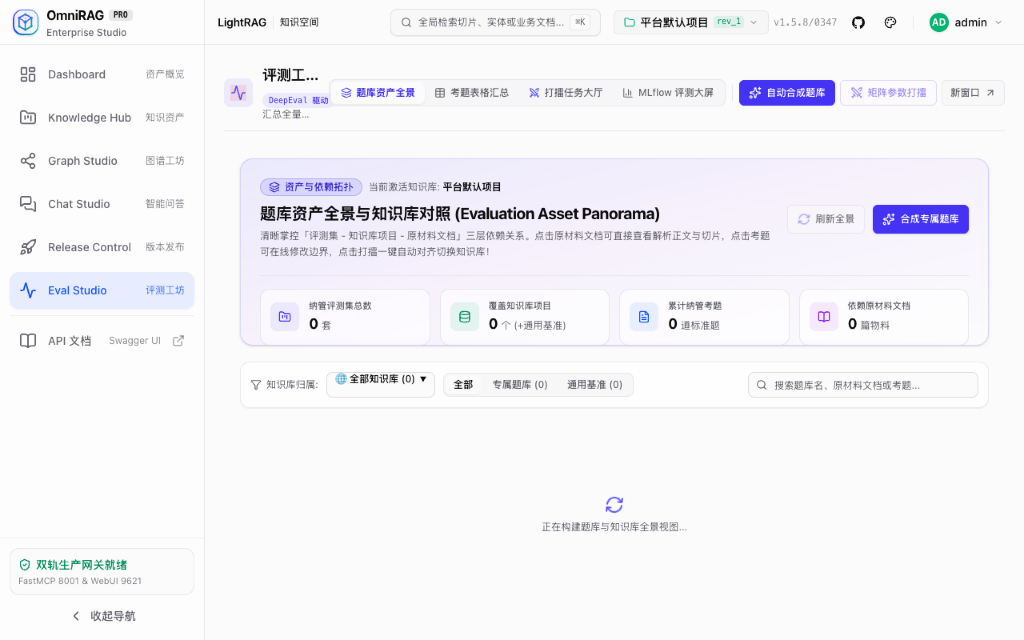 OmniRAG PRO
Enterprise Studio
LightRAG 知识空间
全局检索切片、实体或业务文档... ⌘K
平台默认项目 rev_1
v1.5.8/0347
AD admin
Dashboard 资产概览
Knowledge Hub 知识资产
Graph Studio 图谱工坊
Chat Studio 智能问答
Release Control 版本发布
Eval Studio 评测工坊
API 文档 Swagger UI
双轨生产网关就绪
FastMCP 8001 & WebUI 9621
收起导航
评测工...
DeepEval 驱动
汇总全量...
题库资产全景 考题表格汇总 打擂任务大厅 MLflow 评测大屏
自动合成题库 矩阵参数打擂 新窗口
资产与依赖拓扑 当前激活知识库: 平台默认项目
题库资产全景与知识库对照 (Evaluation Asset Panorama)
清晰掌控「评测集 - 知识库项目 - 原材料文档」三层依赖关系。点击原材料文档可直接查看解析正文与切片，点击考题
可在线修改边界，点击打擂一键自动对齐切换知识库！
刷新全景 合成专属题库
纳管评测集总数
0 套
覆盖知识库项目
0 个 (+通用基准)
累计纳管考题
0 道标准题
依赖原材料文档
0 篇物料
知识库归属: 全部知识库 (0) ▼ 全部 专属题库 (0) 通用基准 (0) 搜索题库名、原材料文档或考题...
正在构建题库与知识库全景视图...